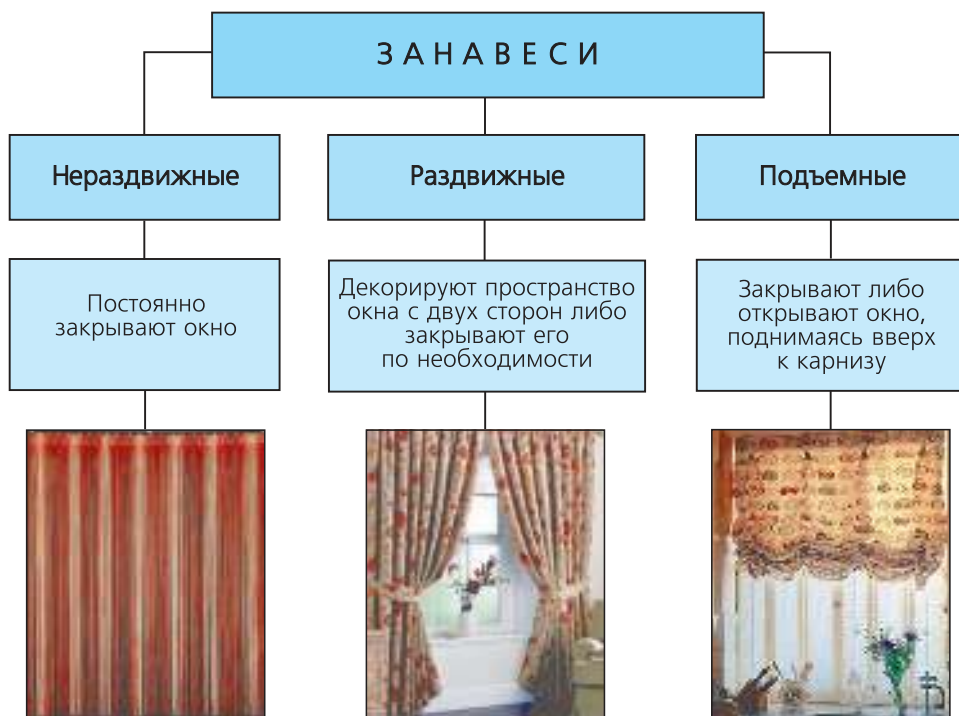 ЗАНАВЕСИ
Нераздвижные
Раздвижные
Подъемные
Постоянно
закрывают окно
Декорируют пространство
окна с двух сторон либо
закрывают его
по необходимости
Закрывают либо
открывают окно,
поднимаясь вверх
к карнизу